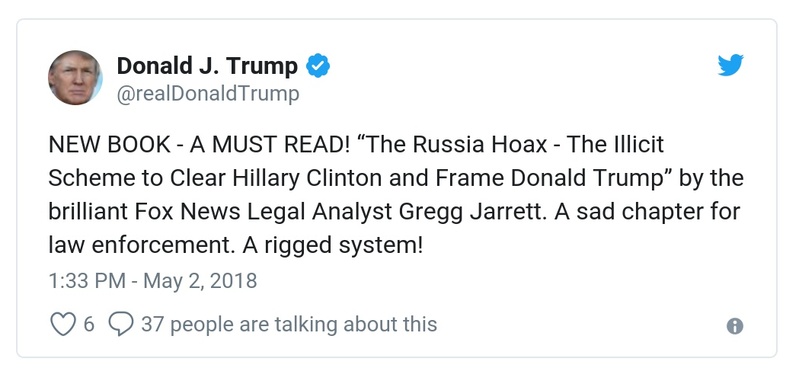 Donald J. Trump
@realDonaldTrump
NEW BOOK - A MUST READ! “The Russia Hoax - The Illicit
Scheme to Clear Hillary Clinton and Frame Donald Trump” by the
brilliant Fox News Legal Analyst Gregg Jarrett. A sad chapter for
law enforcement. A rigged system!
1:33 PM - May 2, 2018
6 37 people are talking about this